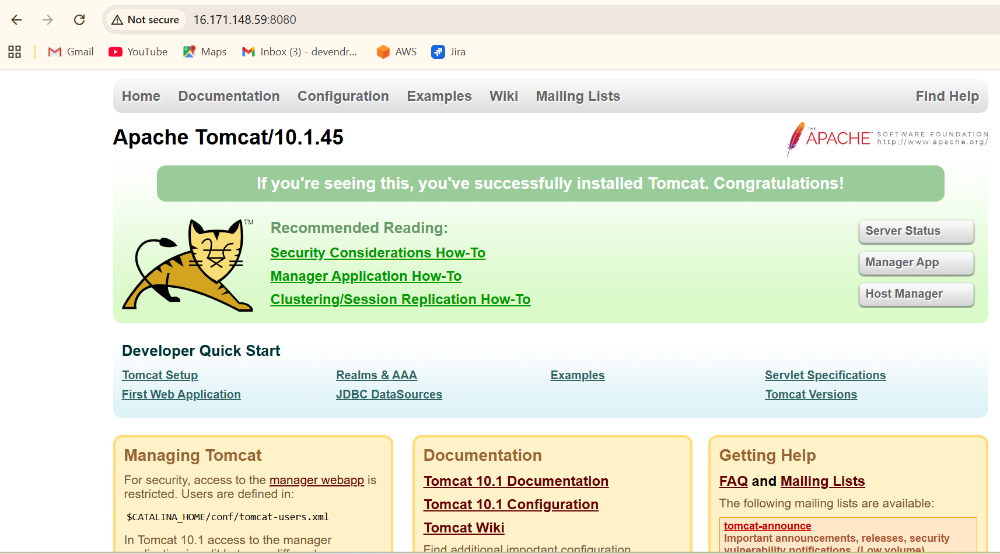 Not secure 16.171.148.59:8080
Gmail YouTube Maps Inbox (3) - devendr... AWS Jira
Home Documentation Configuration Examples Wiki Mailing Lists Find Help
Apache Tomcat/10.1.45
THE APACHE SOFTWARE FOUNDATION
http://www.apache.org/
If you're seeing this, you've successfully installed Tomcat. Congratulations!
TM
Recommended Reading:
Security Considerations How-To
Manager Application How-To
Clustering/Session Replication How-To
Server Status
Manager App
Host Manager
Developer Quick Start
Tomcat Setup Realms & AAA Examples Servlet Specifications
First Web Application JDBC DataSources Tomcat Versions
Managing Tomcat
For security, access to the manager webapp is
restricted. Users are defined in:
$CATALINA_HOME/conf/tomcat-users.xml
In Tomcat 10.1 access to the manager
Documentation
Tomcat 10.1 Documentation
Tomcat 10.1 Configuration
Tomcat Wiki
Find additional important configuration
Getting Help
FAQ and Mailing Lists
The following mailing lists are available:
tomcat-announce
Important announcements, releases, security
vulnerability notifications. (Low volume).